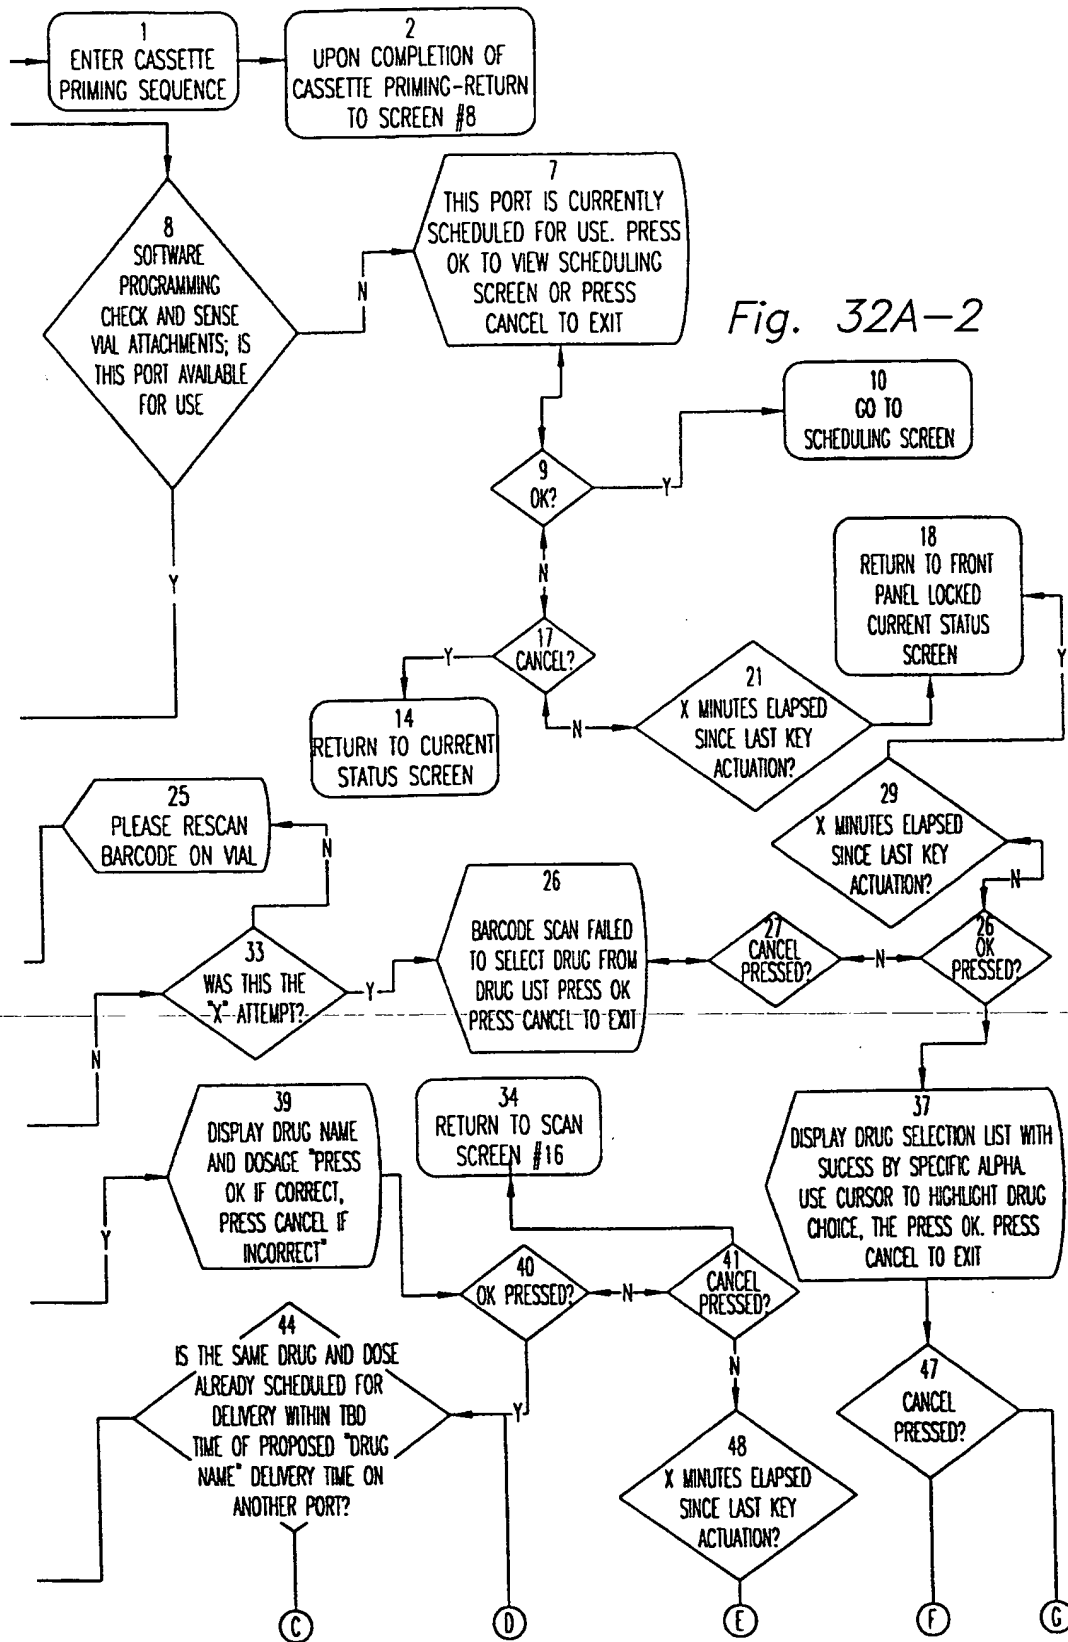 1
ENTER CASSETTE
PRIMING SEQUENCE
2
UPON COMPLETION OF
CASSETTE PRIMING-RETURN
TO SCREEN #8
7
THIS PORT IS CURRENTLY
SCHEDULED FOR USE. PRESS
OK TO VIEW SCHEDULING
SCREEN OR PRESS
CANCEL TO EXIT
8
SOFTWARE
PROGRAMMING
CHECK AND SENSE
VIAL ATTACHMENTS; IS
THIS PORT AVAILABLE
FOR USE
N
Fig. 32A-2
10
GO TO
SCHEDULING SCREEN
9
OK?
Y
Y
N
18
RETURN TO FRONT
PANEL LOCKED
CURRENT STATUS
SCREEN
17
CANCEL?
Y
Y
21
X MINUTES ELAPSED
SINCE LAST KEY
ACTUATION?
N
14
RETURN TO CURRENT
STATUS SCREEN
25
PLEASE RESCAN
BARCODE ON VIAL
N
29
X MINUTES ELAPSED
SINCE LAST KEY
ACTUATION?
N
26
BARCODE SCAN FAILED
TO SELECT DRUG FROM
DRUG LIST PRESS OK
PRESS CANCEL TO EXIT
27
CANCEL
PRESSED?
N
26
OK
PRESSED?
33
WAS THIS THE
"X" ATTEMPT?
Y
N
39
DISPLAY DRUG NAME
AND DOSAGE "PRESS
OK IF CORRECT,
PRESS CANCEL IF
INCORRECT"
34
RETURN TO SCAN
SCREEN #16
37
DISPLAY DRUG SELECTION LIST WITH
SUCESS BY SPECIFIC ALPHA.
USE CURSOR TO HIGHLIGHT DRUG
CHOICE, THE PRESS OK. PRESS
CANCEL TO EXIT
Y
40
OK PRESSED?
N
41
CANCEL
PRESSED?
44
IS THE SAME DRUG AND DOSE
ALREADY SCHEDULED FOR
DELIVERY WITHIN TBD
TIME OF PROPOSED "DRUG
NAME" DELIVERY TIME ON
ANOTHER PORT?
Y
N
47
CANCEL
PRESSED?
48
X MINUTES ELAPSED
SINCE LAST KEY
ACTUATION?
C
D
E
F
G